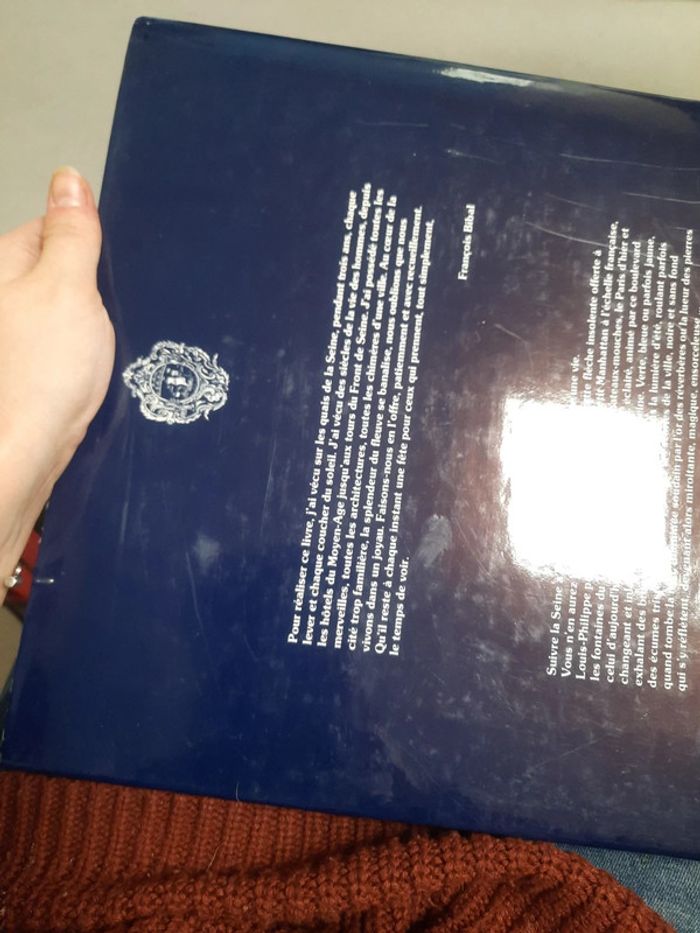 Pour réaliser ce livre, j'ai vécu sur les quais de la Seine, pendant trois ans, chaque
lever et chaque coucher du soleil. J'ai vécu des siècles de la vie des hommes, depuis
les hôtels du Moyen-Age jusqu'aux tours du Front de Seine. J'ai possédé toutes les
merveilles, toutes les architectures, toutes les chimères d'une ville. Au cœur de la
cité trop familière, la splendeur du fleuve se banalise, nous oublions que nous
vivons dans un joyau. Faisons-nous en l'offre, patiemment et avec recueillement.
Qu'il reste à chaque instant une fête pour ceux qui prennent, tout simplement,
le temps de voir.
François Bibal
Suivre la Seine une vie.
Vous n'en aurez flèche insolente offerte à
Louis-Phillippe Manhattan à l'échelle française,
les fontaines du mouches, le Paris d'hier et
celui d'aujourd'hui éclairé, animé par ce boulevard
changeant et Verte, bleue ou parfois jaune,
exhalant des à la lumière d'été, roulant parfois
des écumes de la ville, noire et sans fond
quand tombe la soudain par l'or des réverbères ou la lueur des pierres
qui s'y reflètent, devenant alors magique,